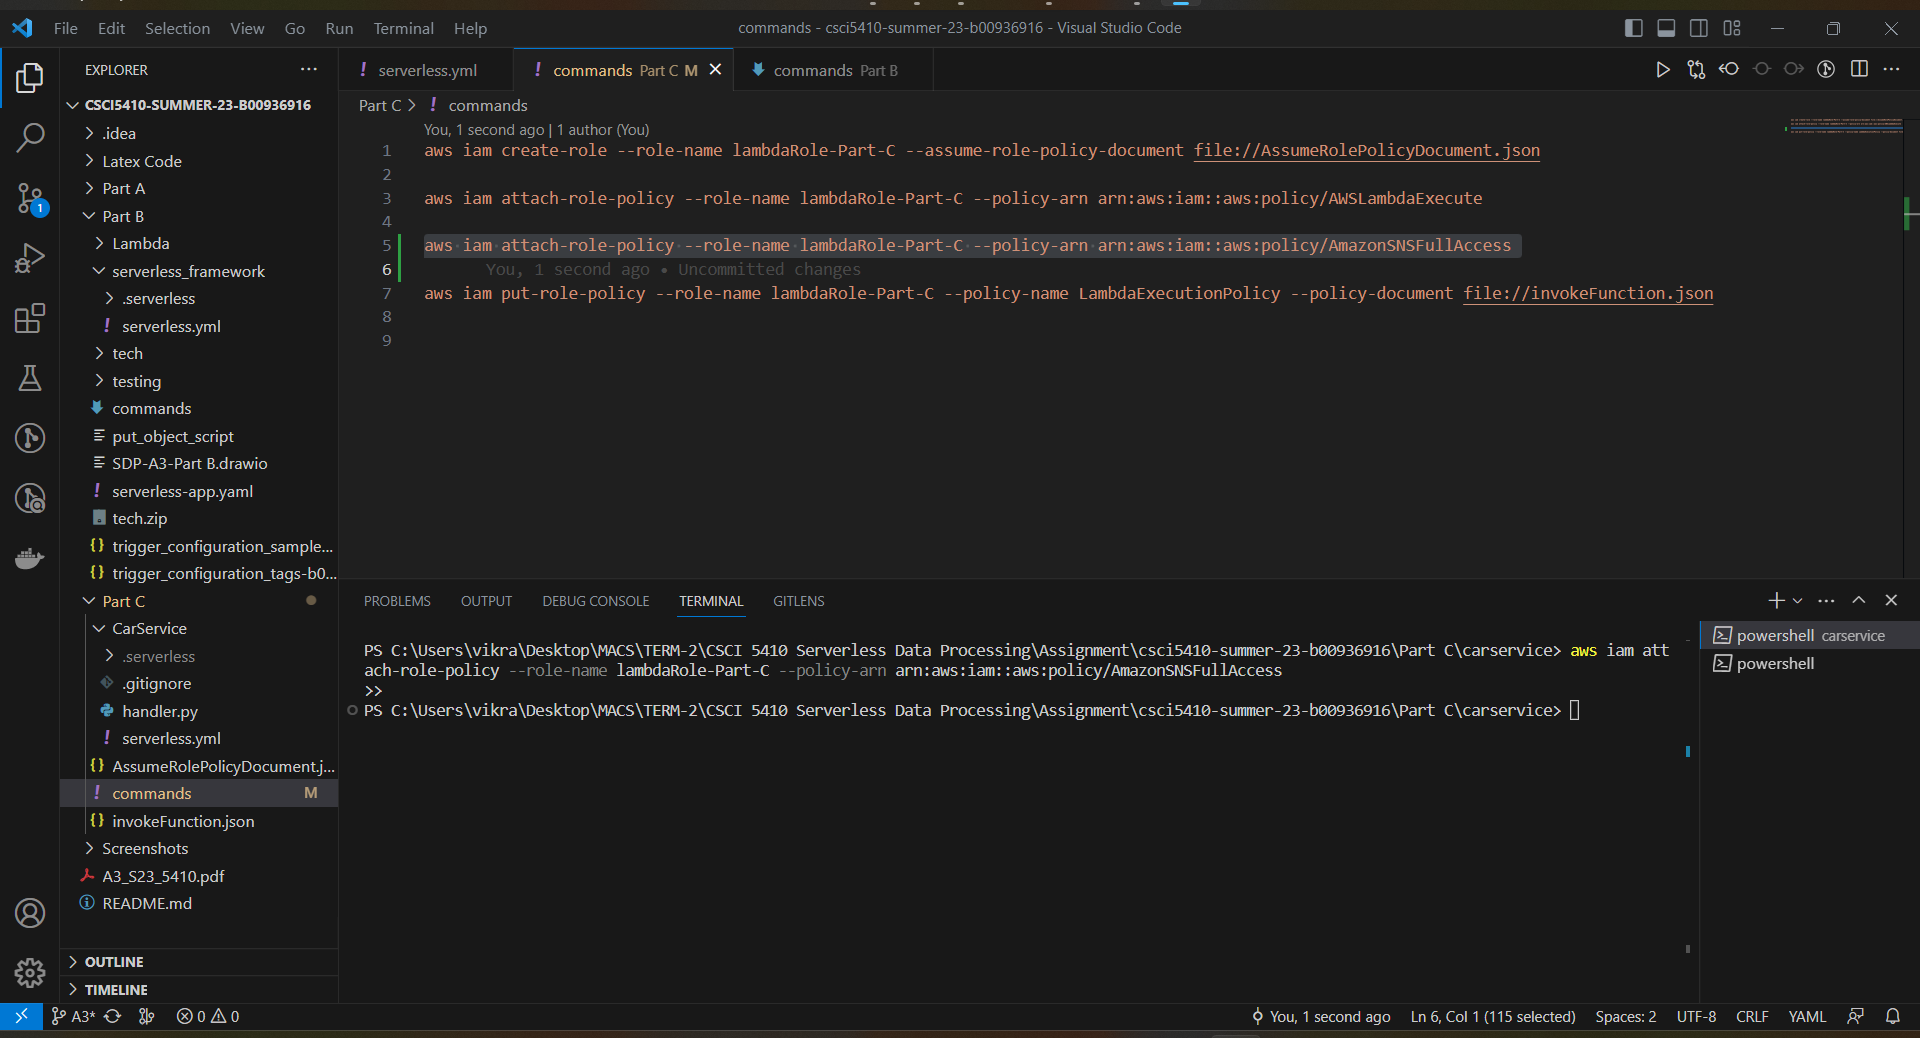 File Edit Selection View Go Run Terminal Help
commands - csci5410-summer-23-b00936916 - Visual Studio Code
EXPLORER
CSCI5410-SUMMER-23-B00936916
.idea
Latex Code
Part A
Part B
Lambda
serverless_framework
.serverless
serverless.yml
tech
testing
commands
put_object_script
SDP-A3-Part B.drawio
serverless-app.yaml
tech.zip
trigger_configuration_sample...
trigger_configuration_tags-b0...
Part C
CarService
.serverless
.gitignore
handler.py
serverless.yml
AssumeRolePolicyDocument.j...
commands M
invokeFunction.json
Screenshots
A3_S23_5410.pdf
README.md
OUTLINE
TIMELINE
serverless.yml
commands Part C M
commands Part B
Part C > ! commands
You, 1 second ago | 1 author (You)
1 aws iam create-role --role-name lambdaRole-Part-C --assume-role-policy-document file://AssumeRolePolicyDocument.json
2
3 aws iam attach-role-policy --role-name lambdaRole-Part-C --policy-arn arn:aws:iam::aws:policy/AWSLambdaExecute
4
5 aws iam attach-role-policy --role-name lambdaRole-Part-C --policy-arn arn:aws:iam::aws:policy/AmazonSNSFullAccess
6 You, 1 second ago • Uncommitted changes
7 aws iam put-role-policy --role-name lambdaRole-Part-C --policy-name LambdaExecutionPolicy --policy-document file://invokeFunction.json
8
9
PROBLEMS OUTPUT DEBUG CONSOLE TERMINAL GITLENS
PS C:\Users\vikra\Desktop\MACS\TERM-2\CSCI 5410 Serverless Data Processing\Assignment\csci5410-summer-23-b00936916\Part C\carservice> aws iam att
ach-role-policy --role-name lambdaRole-Part-C --policy-arn arn:aws:iam::aws:policy/AmazonSNSFullAccess
>>
PS C:\Users\vikra\Desktop\MACS\TERM-2\CSCI 5410 Serverless Data Processing\Assignment\csci5410-summer-23-b00936916\Part C\carservice>
powershell carservice
powershell
A3* 0 0
You, 1 second ago Ln 6, Col 1 (115 selected) Spaces: 2 UTF-8 CRLF YAML